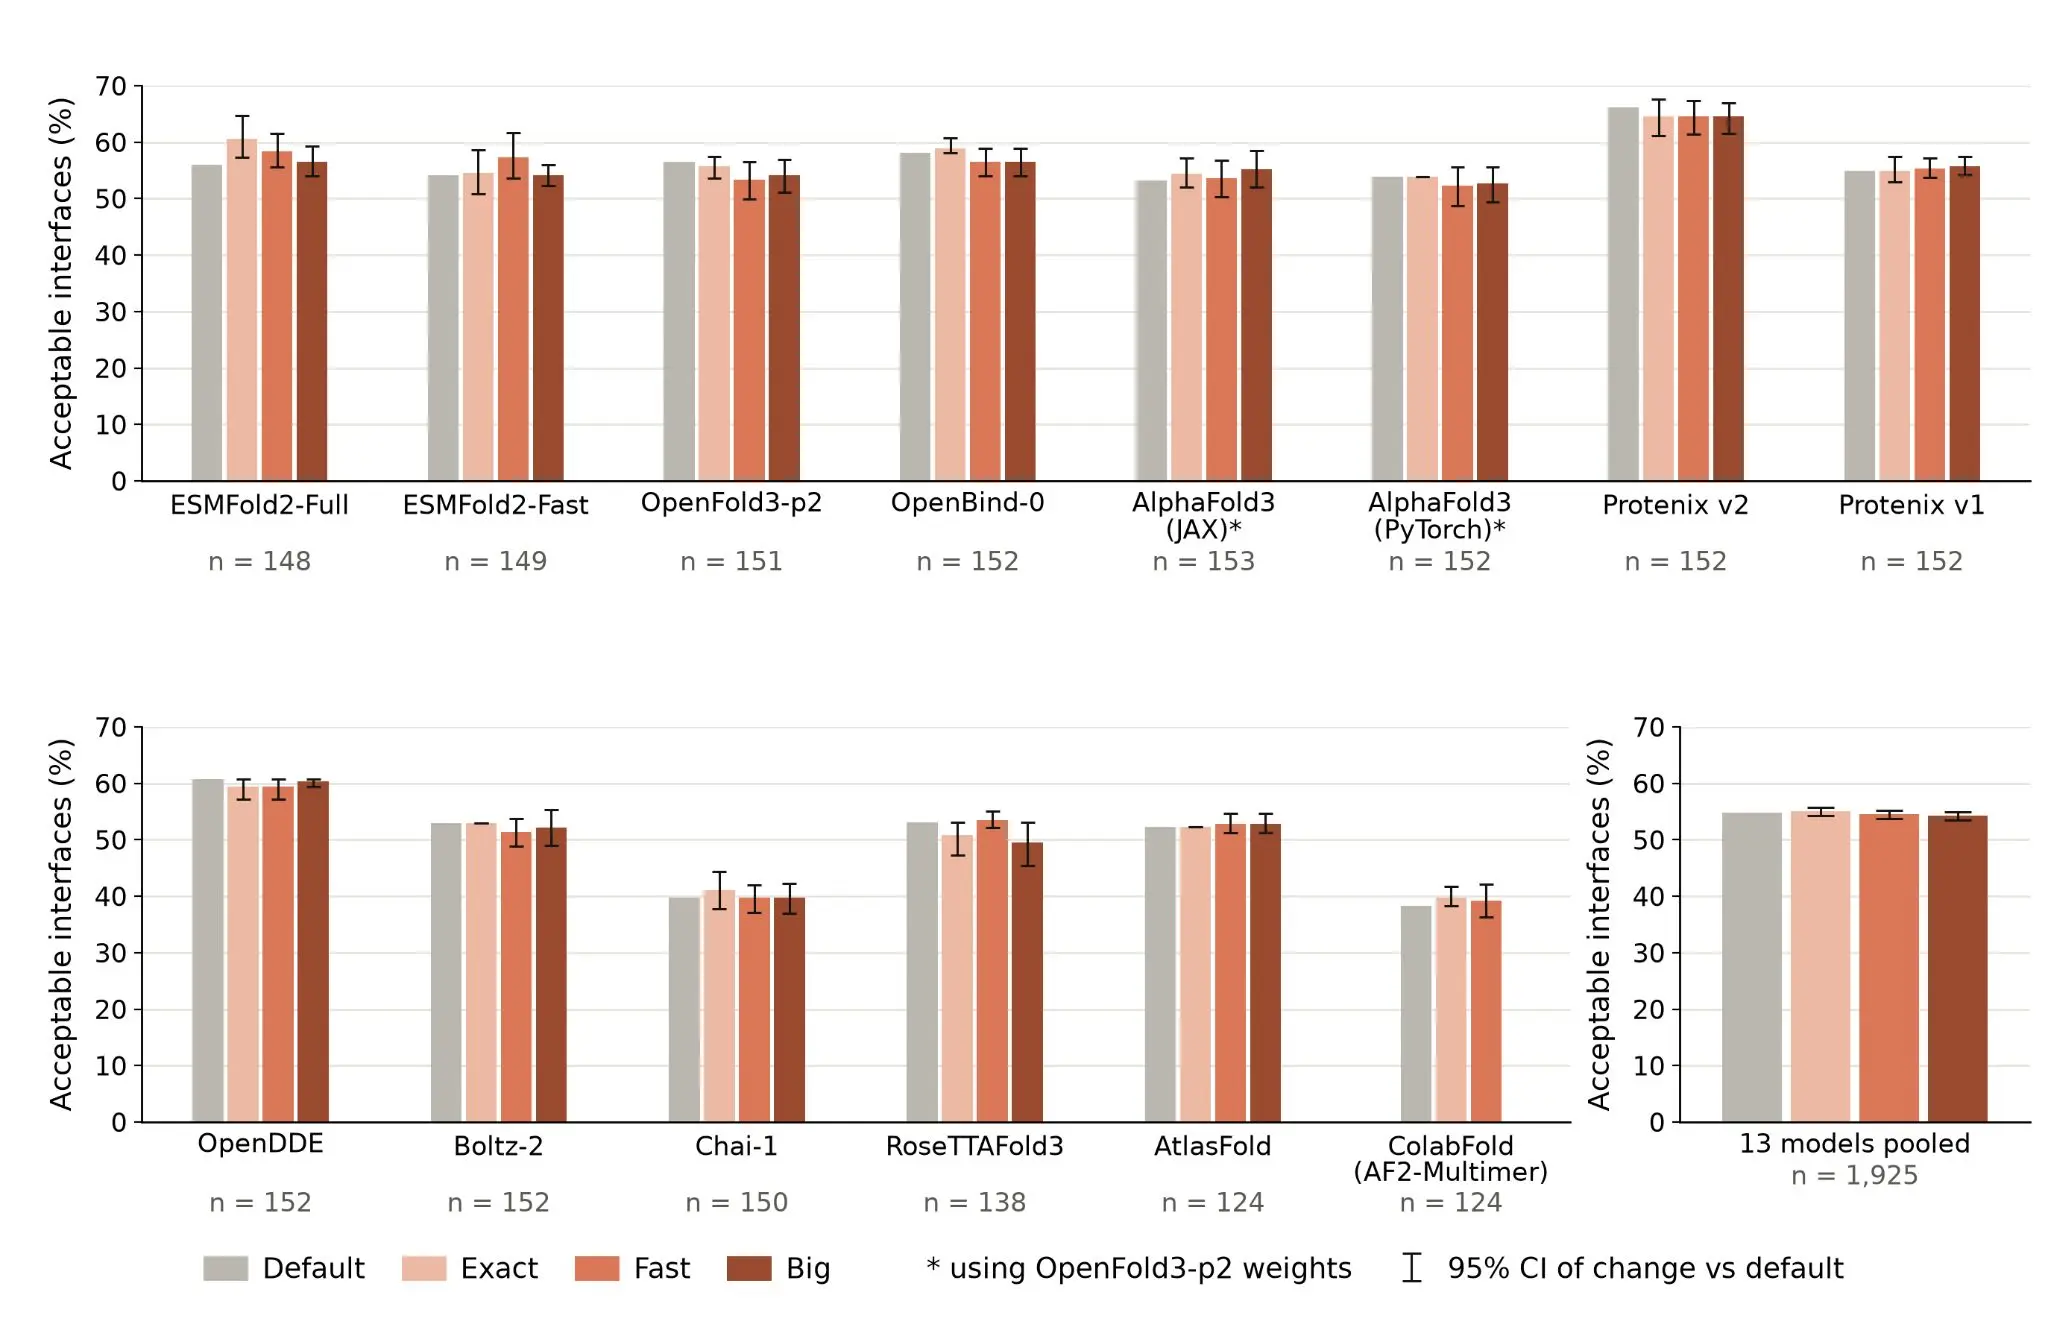 Acceptable interfaces (%)
70
60
50
40
30
20
10
0
ESMFold2-Full
n = 148
ESMFold2-Fast
n = 149
OpenFold3-p2
n = 151
OpenBind-0
n = 152
AlphaFold3
(JAX)*
n = 153
AlphaFold3
(PyTorch)*
n = 152
Protenix v2
n = 152
Protenix v1
n = 152
Acceptable interfaces (%)
70
60
50
40
30
20
10
0
OpenDDE
n = 152
Boltz-2
n = 152
Chai-1
n = 150
RoseTTAFold3
n = 138
AtlasFold
n = 124
ColabFold
(AF2-Multimer)
n = 124
Acceptable interfaces (%)
70
60
50
40
30
20
10
0
13 models pooled
n = 1,925
Default
Exact
Fast
Big
* using OpenFold3-p2 weights
95% CI of change vs default